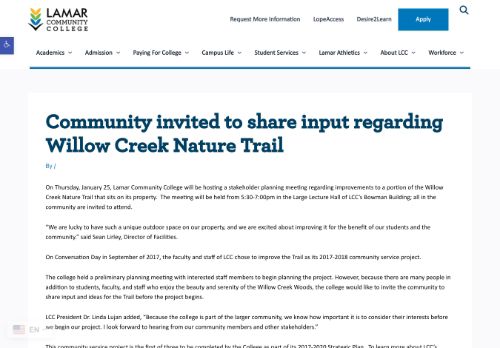 LAMAR
COMMUNITY
COLLEGE
Request More Information LopeAccess Desire2Learn Apply
Academics Admission Paying For College Campus Life Student Services Lamar Athletics About LCC Workforce
Community invited to share input regarding
Willow Creek Nature Trail
By /
On Thursday, January 25, Lamar Community College will be hosting a stakeholder planning meeting regarding improvements to a portion of the Willow
Creek Nature Trail that sits on its property. The meeting will be held from 5:30-7:00pm in the Large Lecture Hall of LCC's Bowman Building; all in the
community are invited to attend.
"We are lucky to have such a unique outdoor space on our property, and we are excited about improving it for the benefit of our students and the
community." said Sean Lirley, Director of Facilities.
On Conversation Day in September of 2017, the faculty and staff of LCC chose to improve the Trail as its 2017-2018 community service project.
The college held a preliminary planning meeting with interested staff members to begin planning the project. However, because there are many people in
addition to students, faculty, and staff who enjoy the beauty and serenity of the Willow Creek Woods, the college would like to invite the community to
share input and ideas for the Trail before the project begins.
LCC President Dr. Linda Lujan added, "Because the college is part of the larger community, we know how important it is to consider their interests before
we begin our project. I look forward to hearing from our community members and other stakeholders."
EN
This community service project is the first of three to be completed by the College as part of its 2017-2020 Strategic Plan. To learn more about LCC's